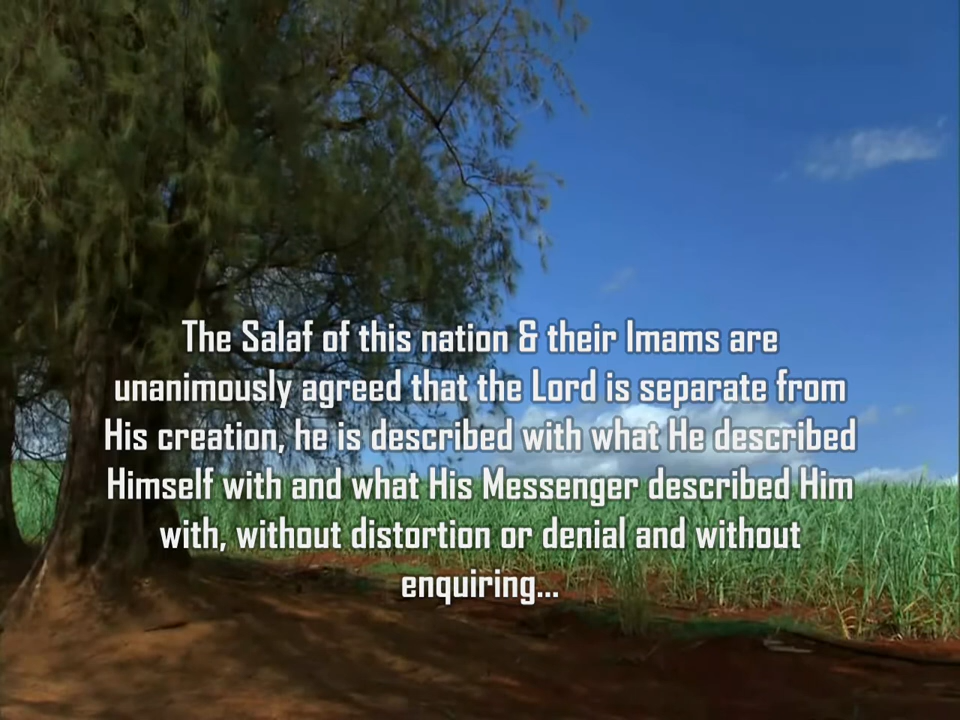 The Salaf of this nation & their Imams are
unanimously agreed that the Lord is separate from
His creation, he is described with what He described
Himself with and what His Messenger described Him
with, without distortion or denial and without
enquiring...